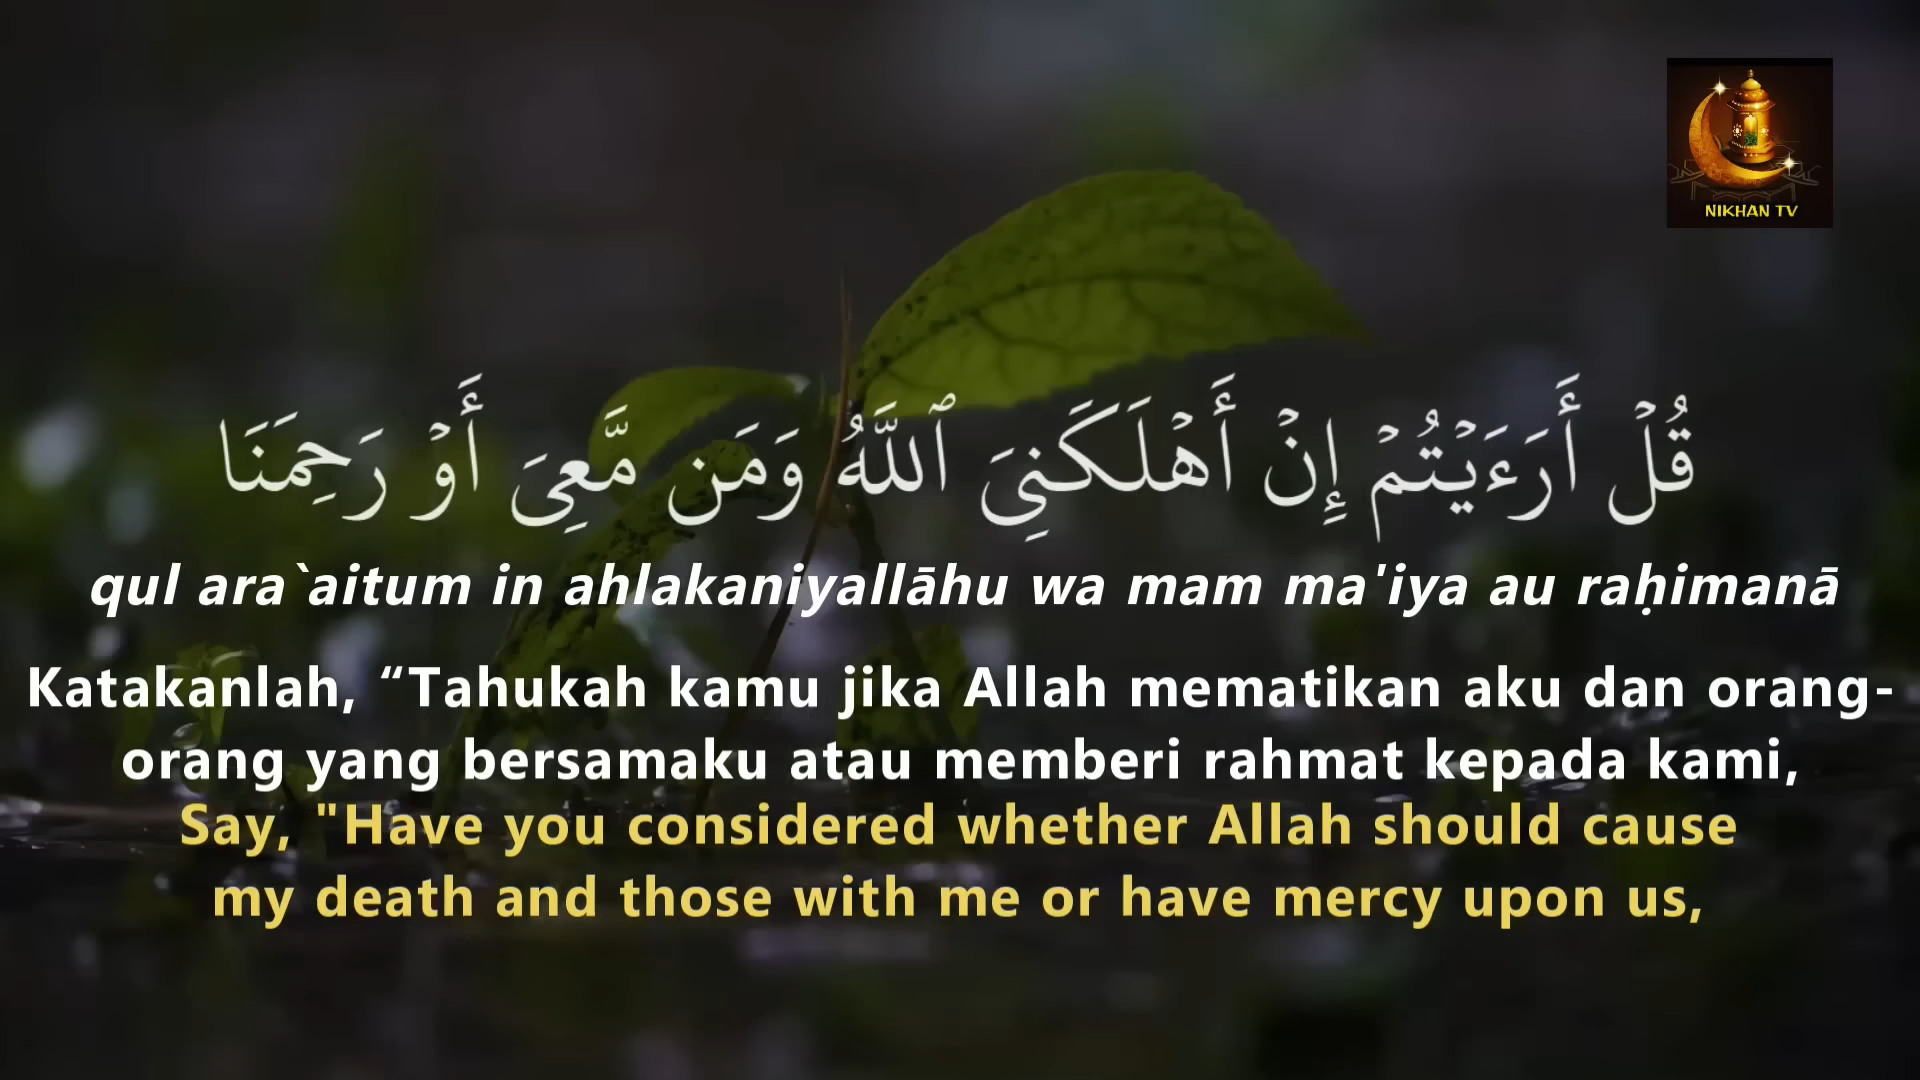 NIKHAN TV
قُلْ أَرَءَيْتُمْ إِنْ أَهْلَكَنِىَ ٱللَّهُ وَمَن مَّعِىَ أَوْ رَحِمَنَا
qul ara`aitum in ahlakaniyallāhu wa mam ma'iya au raḥimanā
Katakanlah, “Tahukah kamu jika Allah mematikan aku dan orang-
orang yang bersamaku atau memberi rahmat kepada kami,
Say, "Have you considered whether Allah should cause
my death and those with me or have mercy upon us,